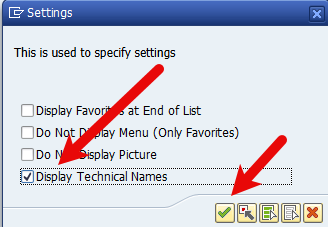 Settings
This is used to specify settings
Display Favorites at End of List
Do Not Display Menu (Only Favorites)
Do Not Display Picture
Display Technical Names